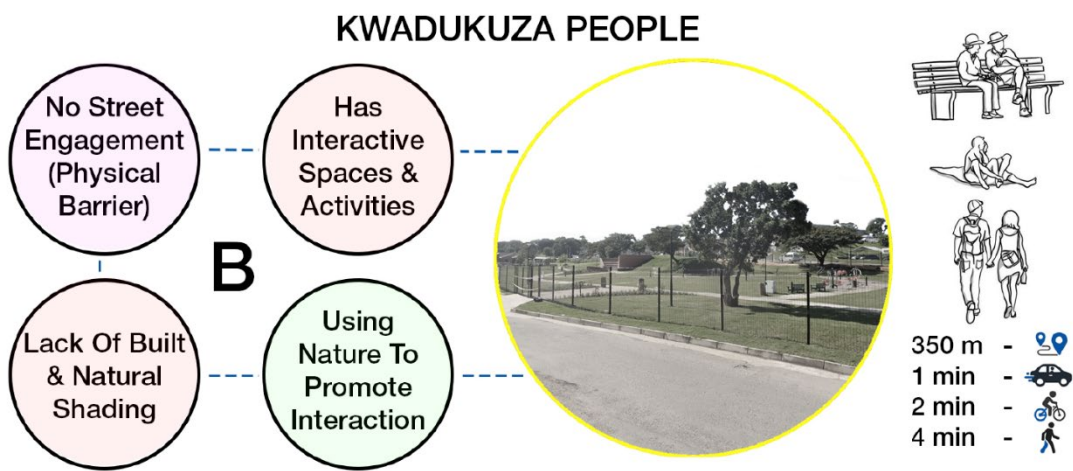 KWADUKUZA PEOPLE
No Street
Engagement
(Physical
Barrier)
Has
Interactive
Spaces &
Activities
B
Lack Of Built
& Natural
Shading
Using
Nature To
Promote
Interaction
350 m -
1 min -
2 min -
4 min -